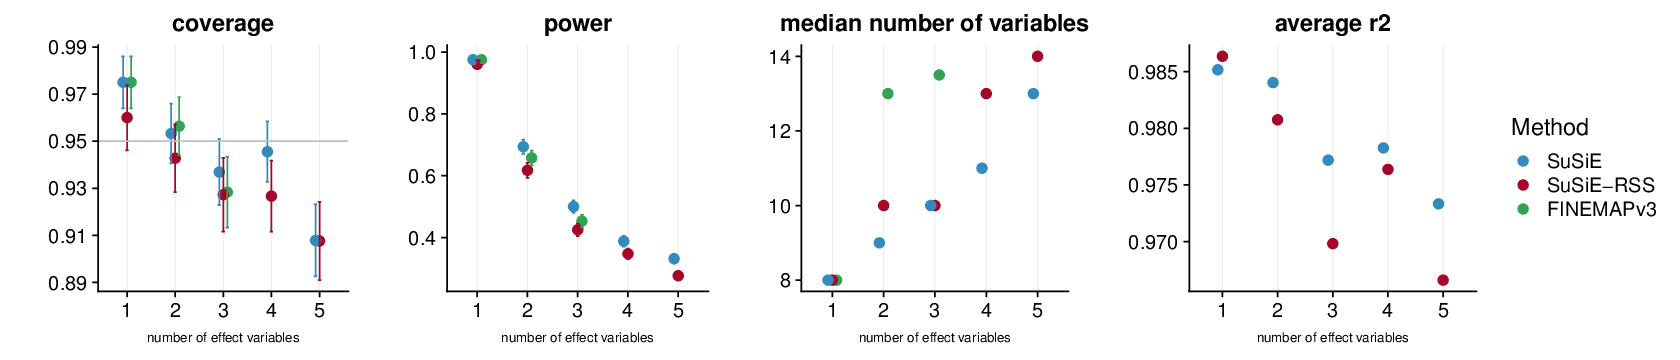 coverage
0.99
0.97
0.95
0.93
0.91
0.89
1 2 3 4 5
number of effect variables
power
1.0
0.8
0.6
0.4
1 2 3 4 5
number of effect variables
median number of variables
14
12
10
8
1 2 3 4 5
number of effect variables
average r2
0.985
0.980
0.975
0.970
1 2 3 4 5
number of effect variables
Method
SuSiE
SuSiE−RSS
FINEMAPv3